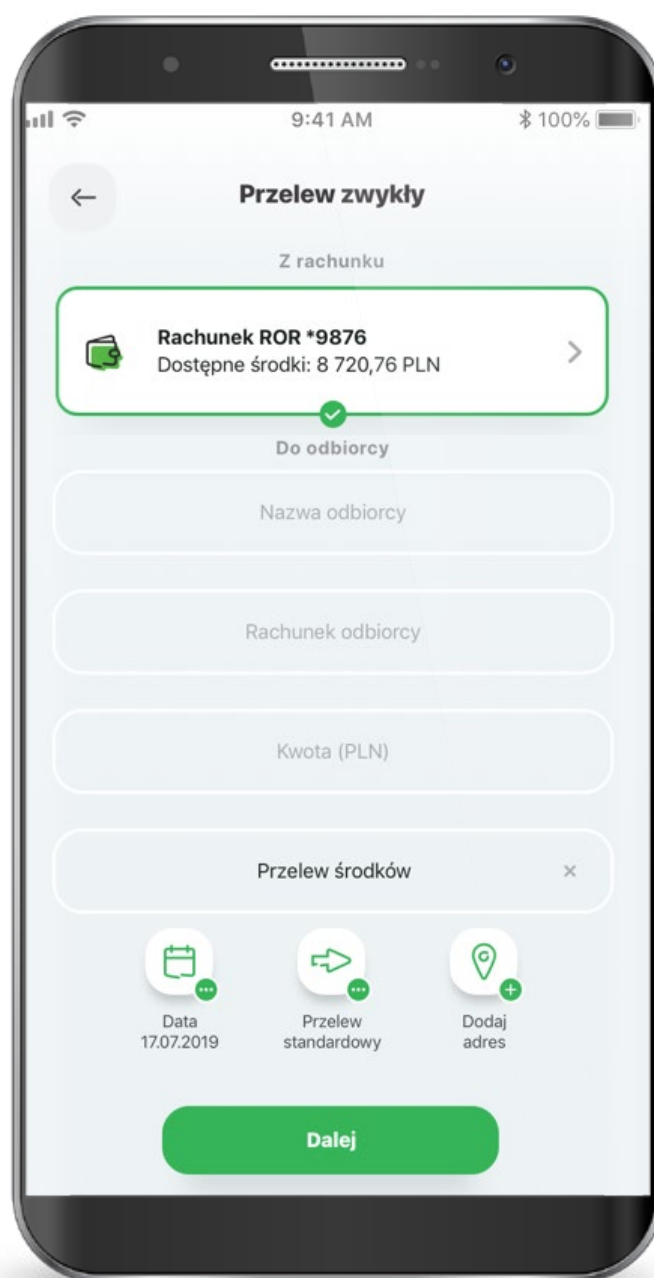 9:41 AM
100%
Przelew zwykły
Z rachunku
Rachunek ROR *9876
Dostępne środki: 8 720,76 PLN
Do odbiorcy
Nazwa odbiorcy
Rachunek odbiorcy
Kwota (PLN)
Przelew środków
Data
17.07.2019
Przelew
standardowy
Dodaj
adres
Dalej